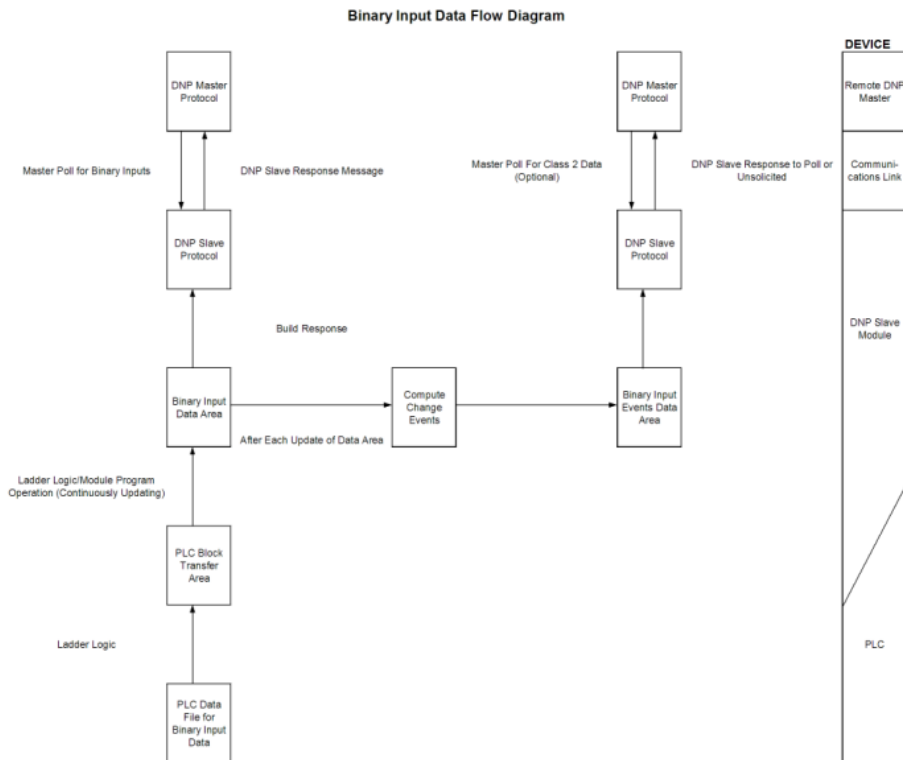 Binary Input Data Flow Diagram
DEVICE
DNP Master
Protocol
DNP Master
Protocol
Remote DNP
Master
Master Poll for Binary Inputs
DNP Slave Response Message
Master Poll For Class 2 Data
(Optional)
DNP Slave Response to Poll or
Unsolicited
Communi-
cations Link
DNP Slave
Protocol
DNP Slave
Protocol
Build Response
DNP Slave
Module
Binary Input
Data Area
Compute
Change
Events
Binary Input
Events Data
Area
After Each Update of Data Area
Ladder Logic/Module Program
Operation (Continuously Updating)
PLC Block
Transfer
Area
Ladder Logic
PLC
PLC Data
File for
Binary Input
Data